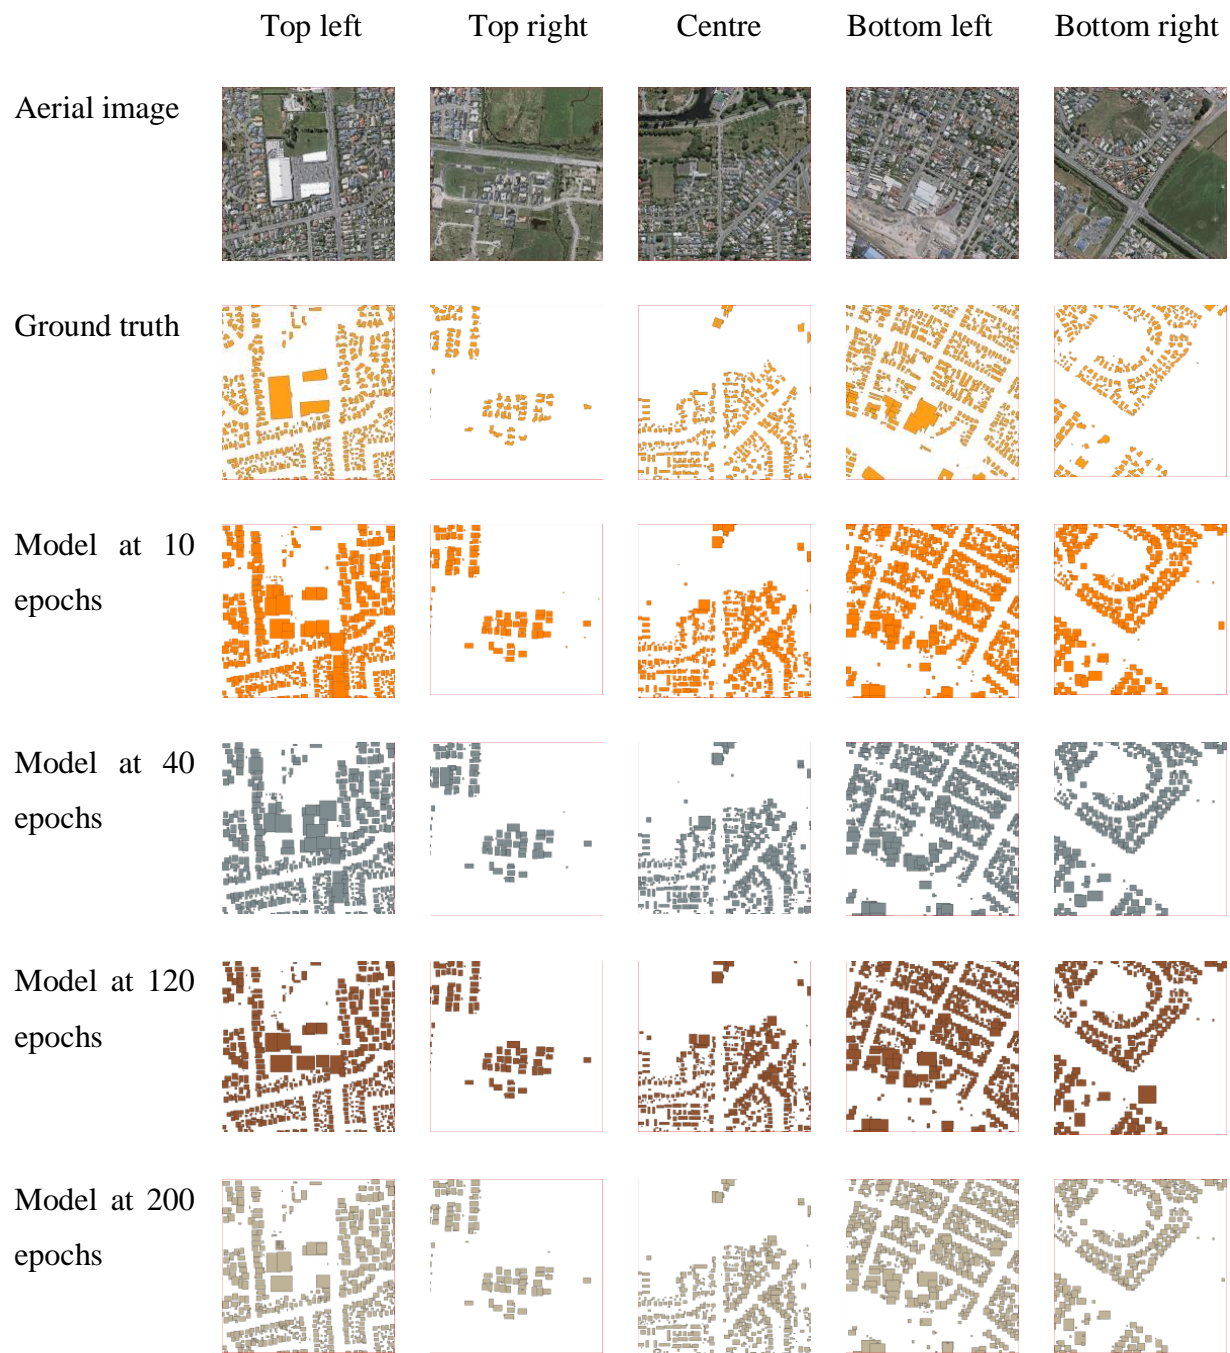 Top left Top right Centre Bottom left Bottom right
Aerial image
Ground truth
Model at 10
epochs
Model at 40
epochs
Model at 120
epochs
Model at 200
epochs